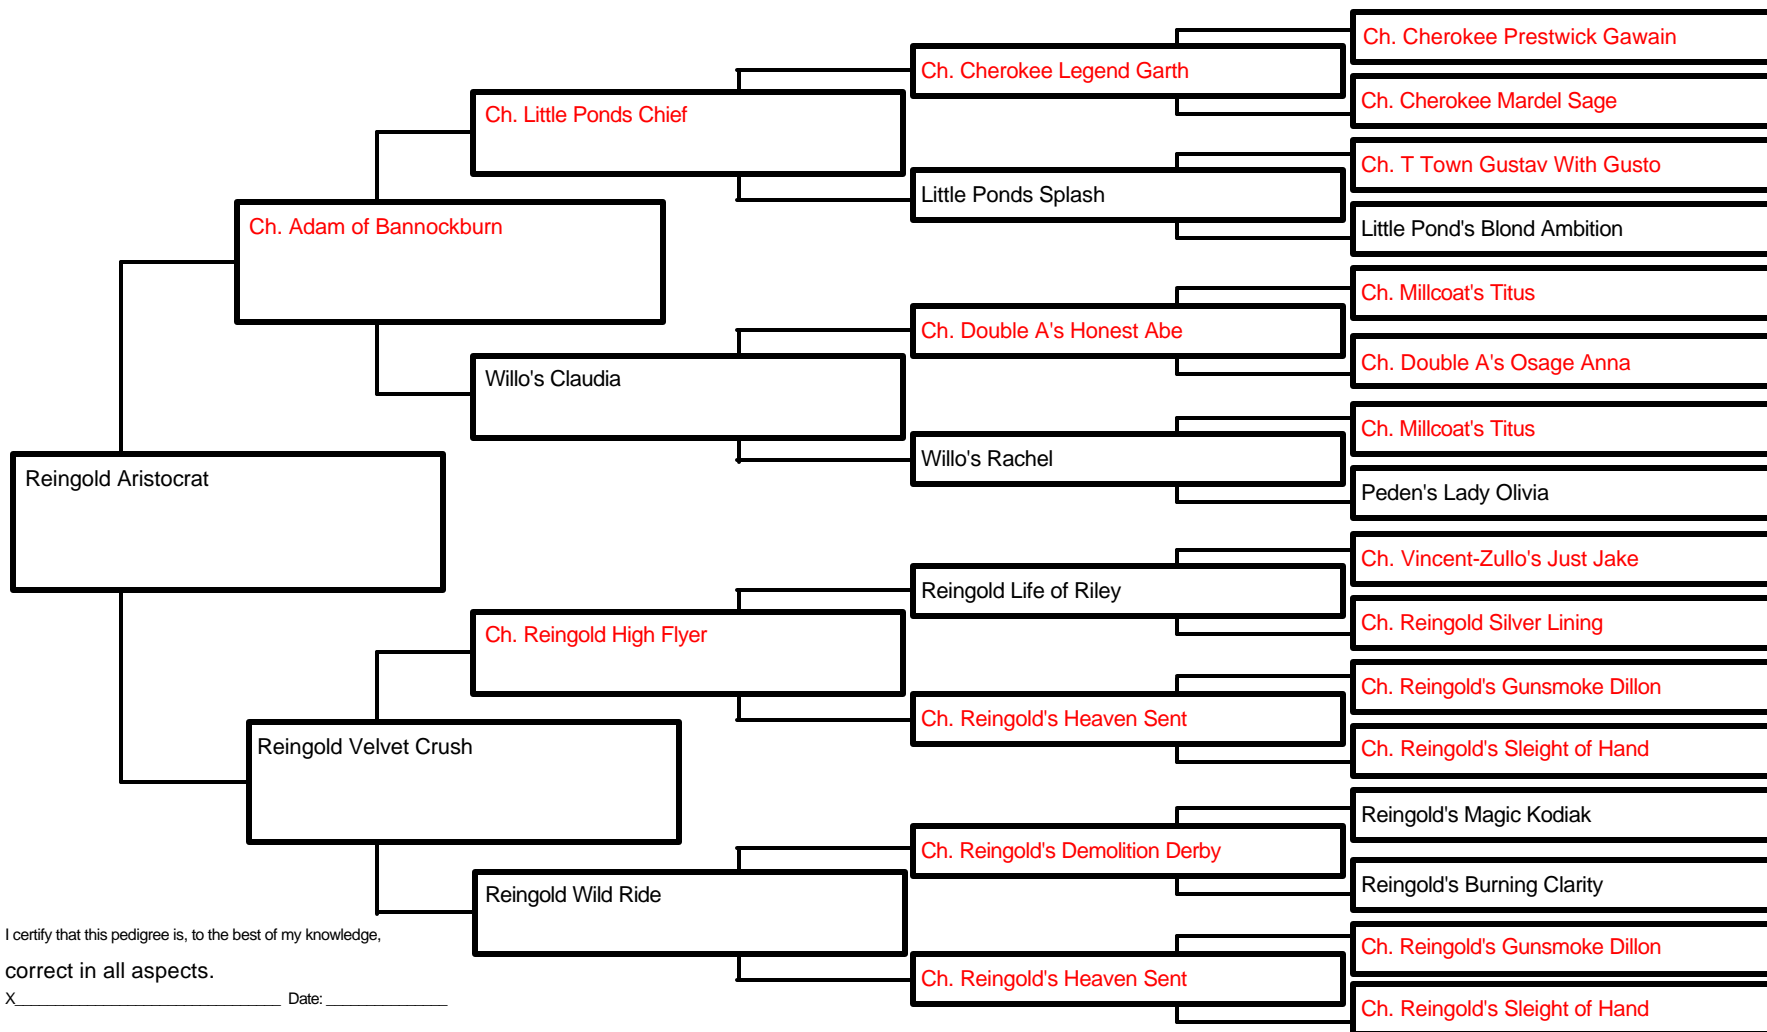 Ch. Cherokee Prestwick Gawain
Ch. Cherokee Legend Garth
Ch. Cherokee Mardel Sage
Ch. Little Ponds Chief
Ch. T Town Gustav With Gusto
Little Ponds Splash
Little Pond's Blond Ambition
Ch. Adam of Bannockburn
Ch. Millcoat's Titus
Ch. Double A's Honest Abe
Ch. Double A's Osage Anna
Willo's Claudia
Ch. Millcoat's Titus
Willo's Rachel
Peden's Lady Olivia
Reingold Aristocrat
Ch. Vincent-Zullo's Just Jake
Reingold Life of Riley
Ch. Reingold Silver Lining
Ch. Reingold High Flyer
Ch. Reingold's Gunsmoke Dillon
Ch. Reingold's Heaven Sent
Ch. Reingold's Sleight of Hand
Reingold Velvet Crush
Reingold's Magic Kodiak
Ch. Reingold's Demolition Derby
Reingold's Burning Clarity
Reingold Wild Ride
Ch. Reingold's Gunsmoke Dillon
Ch. Reingold's Heaven Sent
Ch. Reingold's Sleight of Hand
I certify that this pedigree is, to the best of my knowledge,
correct in all aspects.
X_________________________________ Date: _______________